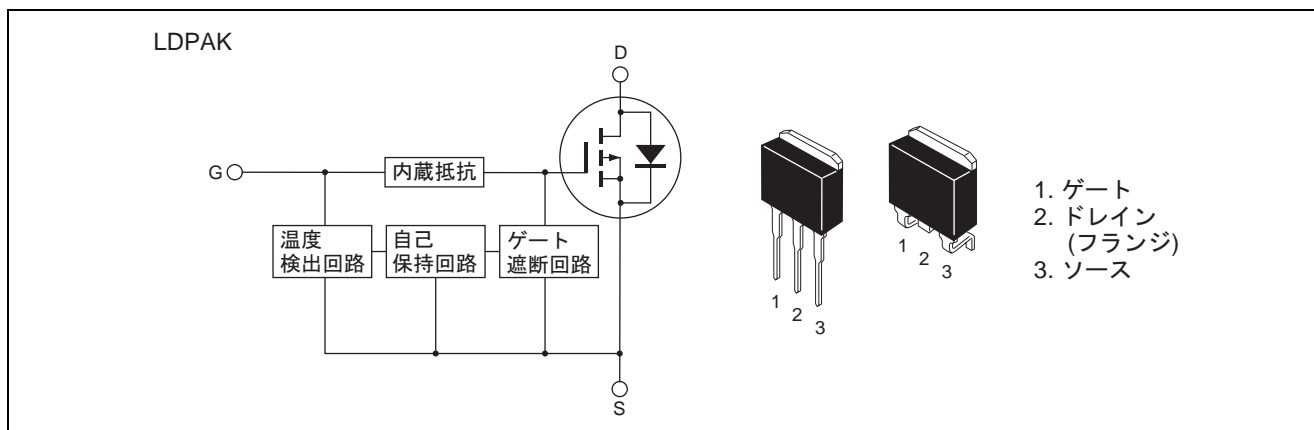 LDPAK
D
G
内蔵抵抗
温度
検出回路
自己
保持回路
ゲート
遮断回路
S
1
2
3
1
2
3
1. ゲート
2. ドレイン
(フランジ)
3. ソース